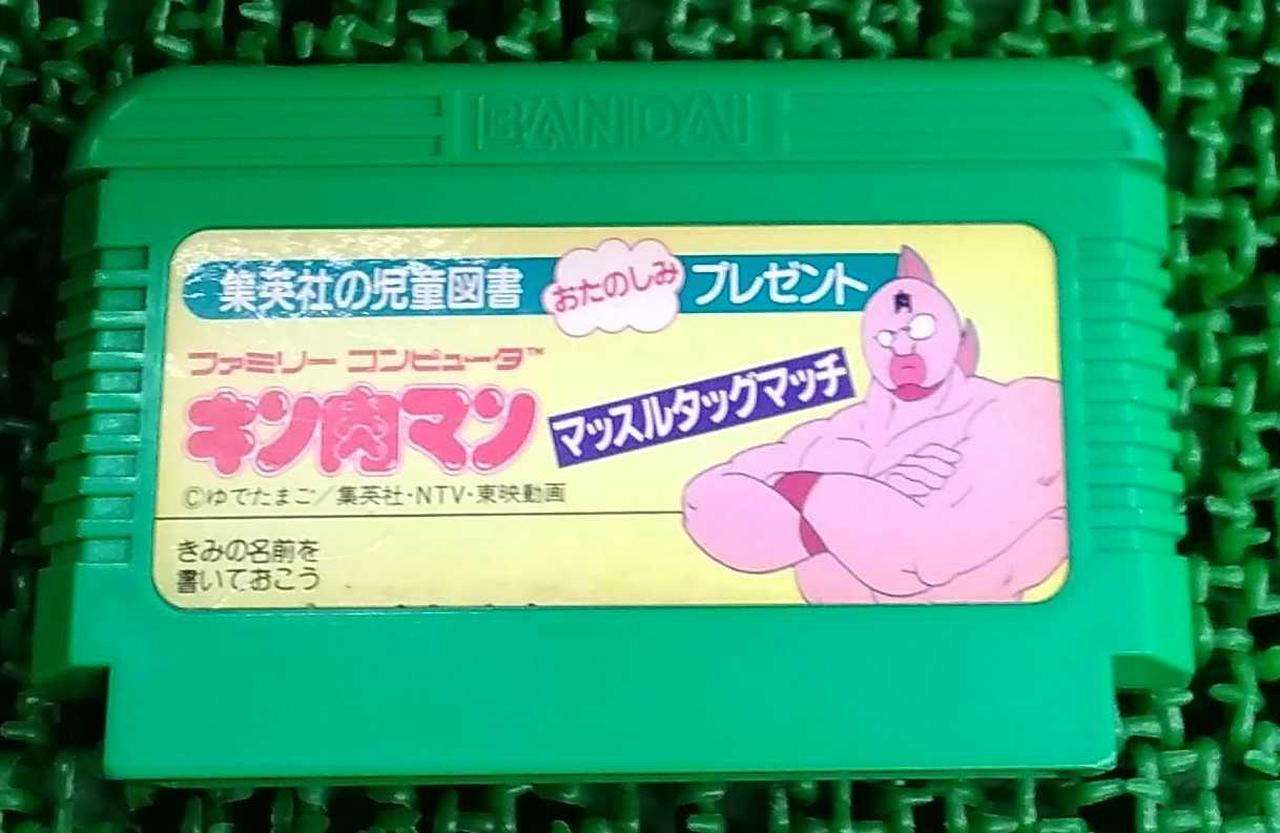 BANDAI
集英社の児童図書 おたのしみ プレゼント
ファミリー コンピュータ™
キン肉マン
マッスルタッグマッチ
©ゆでたまご／集英社・NTV・東映動画
きみの名前を
書いておこう
肉